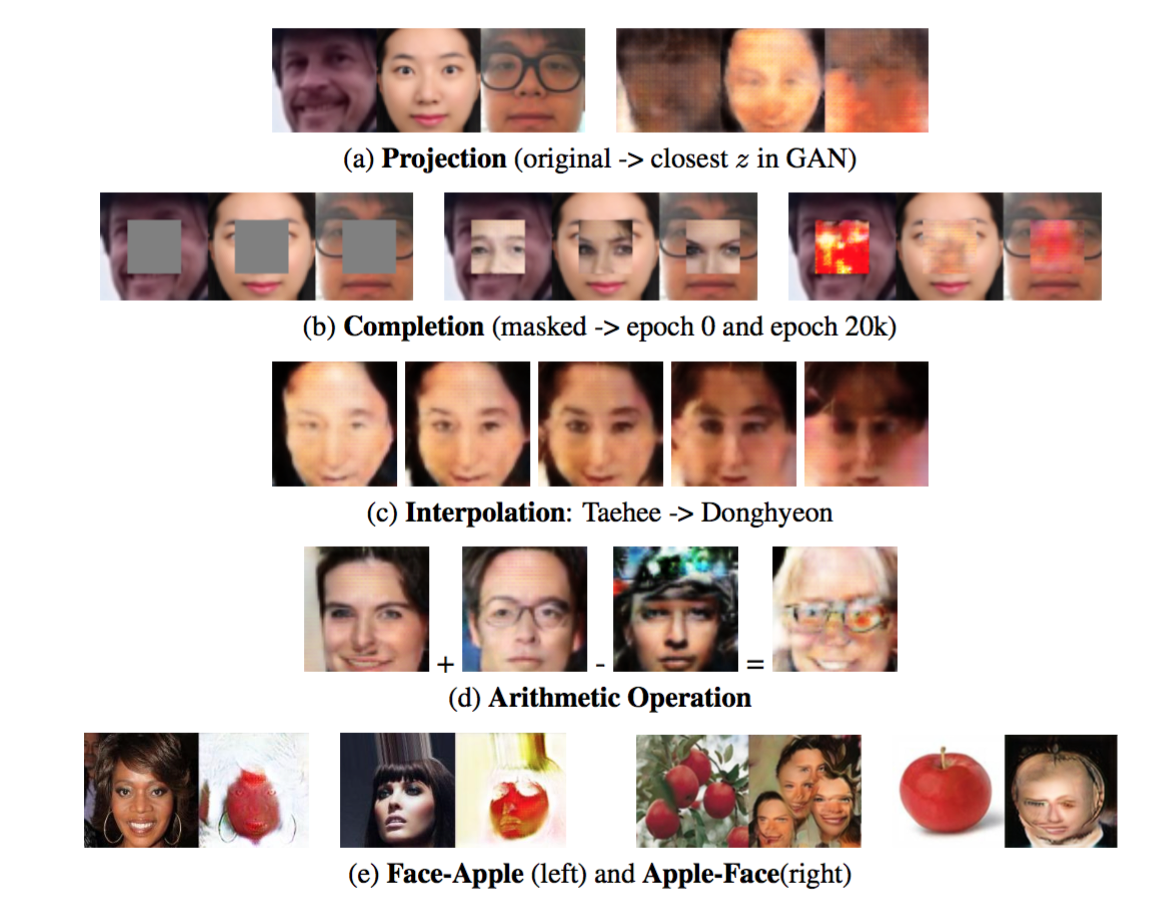 (a) Projection (original -> closest z in GAN)
(b) Completion (masked -> epoch 0 and epoch 20k)
(c) Interpolation: Taehee -> Donghyeon
+ - =
(d) Arithmetic Operation
(e) Face-Apple (left) and Apple-Face(right)